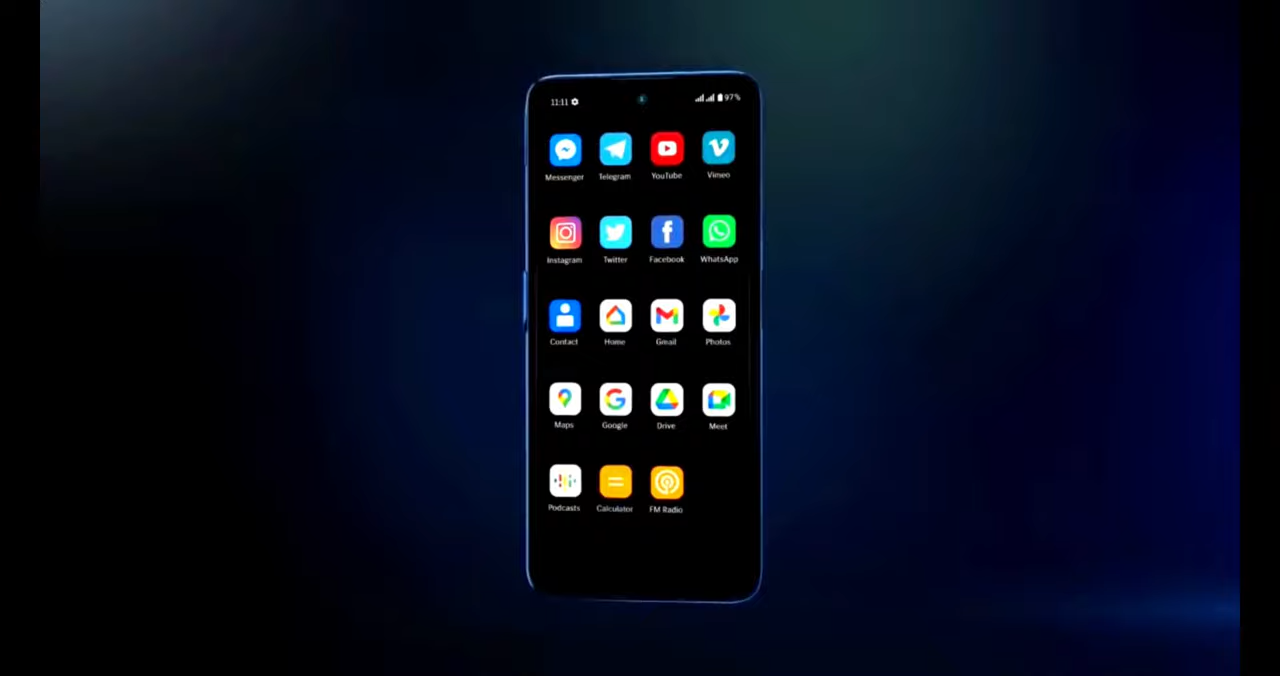 11:11 97%
Messenger Telegram YouTube Vimeo
Instagram Twitter Facebook WhatsApp
Contact Home Gmail Photos
Maps Google Drive Meet
Podcasts Calculator FM Radio